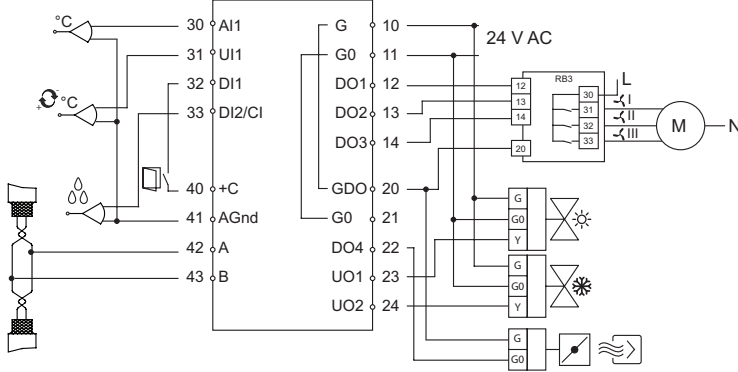 °C
30 AI1
31 UI1
32 DI1
+ °C
33 DI2/CI
40 +C
41 AGnd
42 A
43 B
G 10
G0 11
24 V AC
DO1 12
DO2 13
DO3 14
GDO 20
G0 21
DO4 22
UO1 23
UO2 24
RB3
12
13
14
20
30 L
31 I
32 II
33 III
M
N
G
G0
Y
G
G0
Y
G
G0